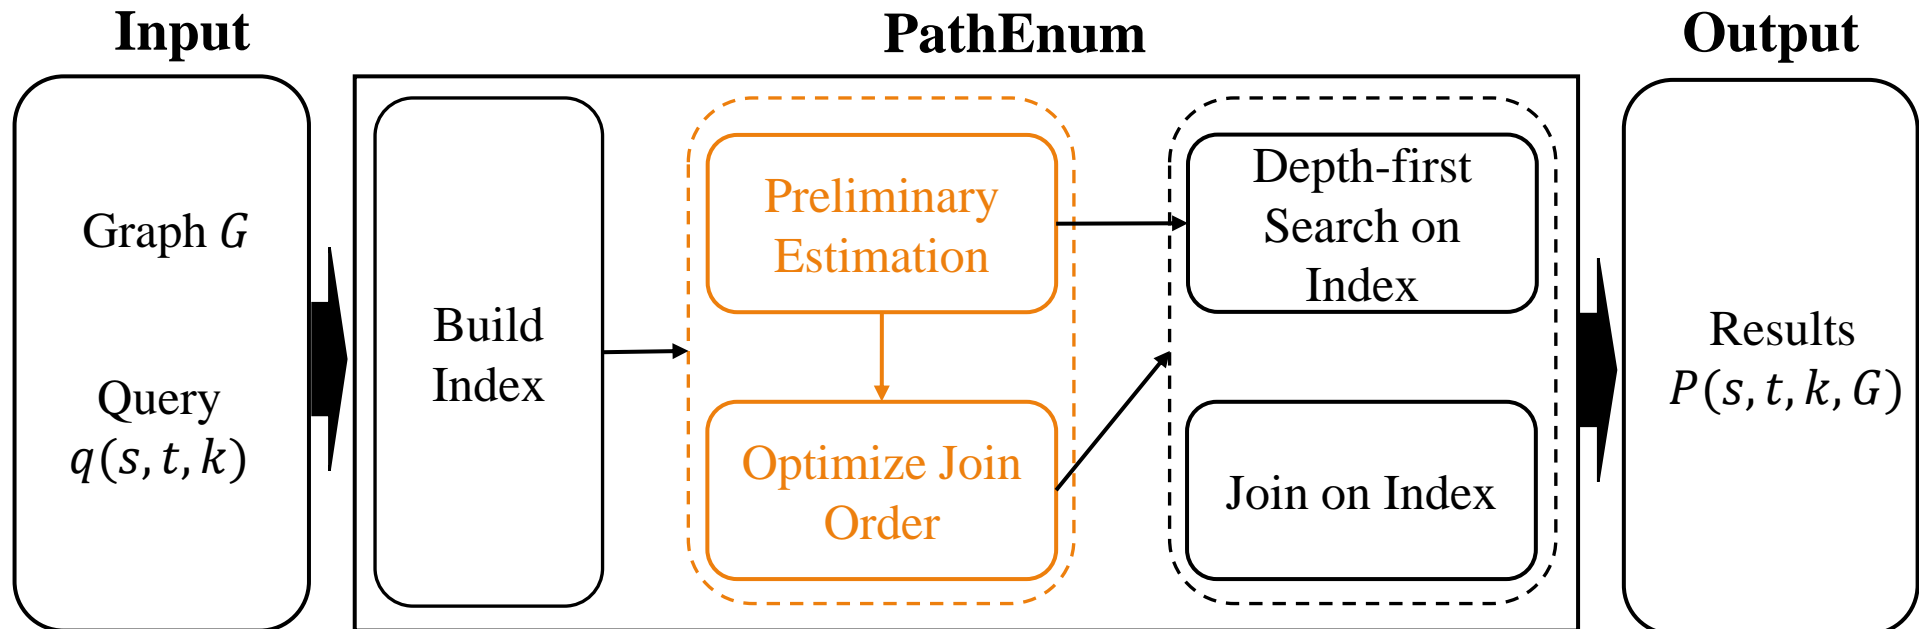 Input
PathEnum
Output
Graph G
Query
q(s, t, k)
Build
Index
Preliminary
Estimation
Optimize Join
Order
Depth-first
Search on
Index
Join on Index
Results
P(s, t, k, G)